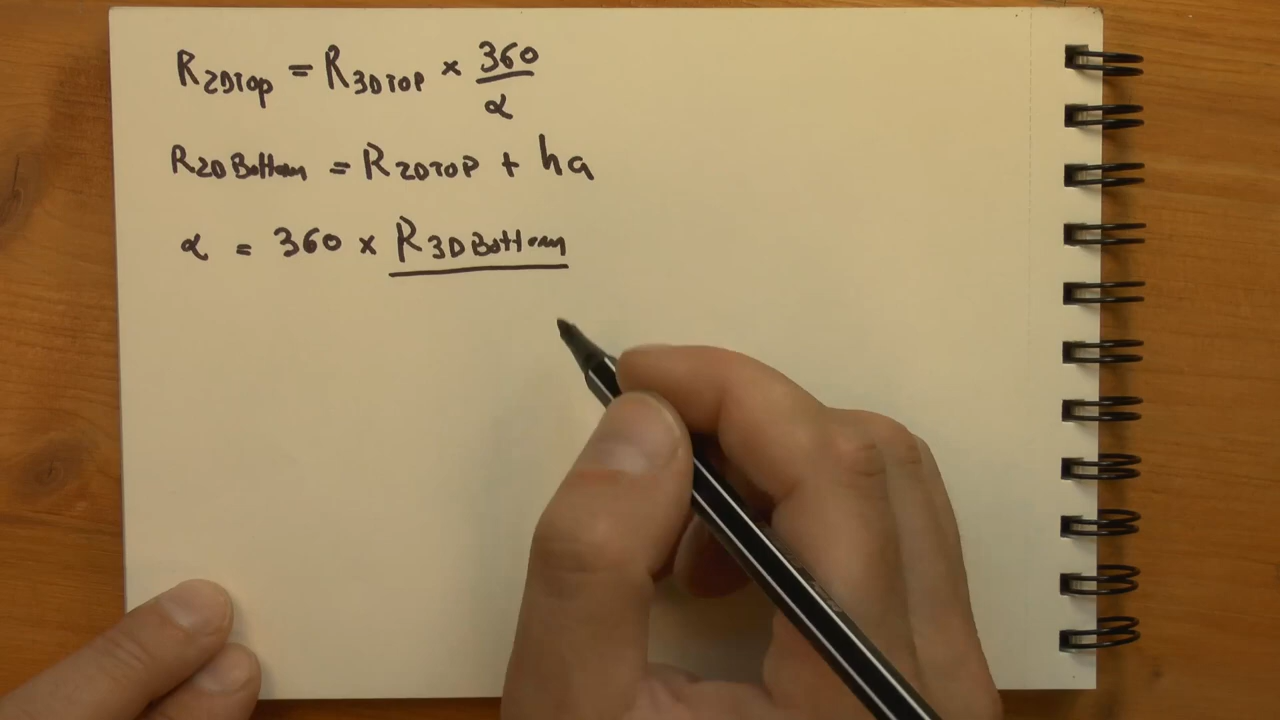 R2DTOP = R3DTOP × 360/α
R2DBottom = R2DTOP + ha
α = 360 × R3DBottom